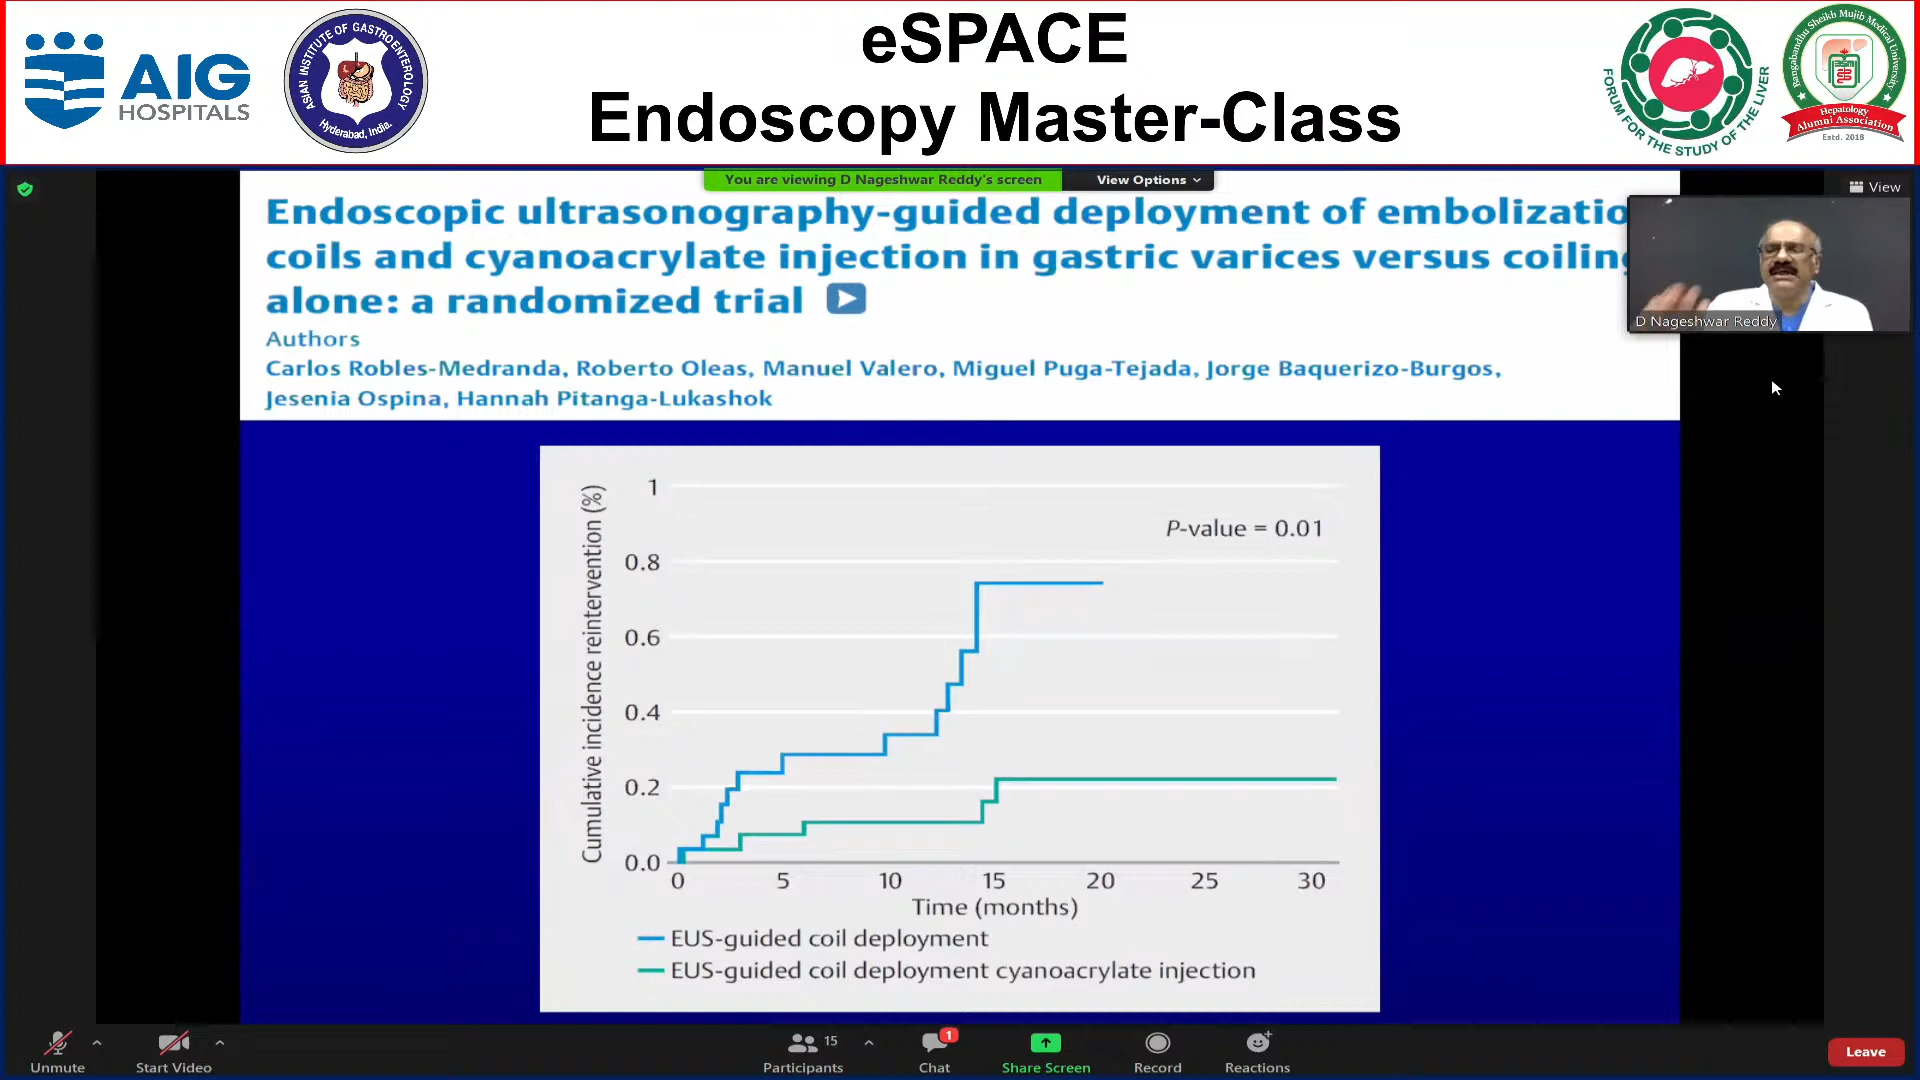 AIG
HOSPITALS
ASIAN INSTITUTE OF GASTROENTEROLOGY
Hyderabad, India.
eSPACE
Endoscopy Master-Class
FORUM FOR THE STUDY OF THE LIVER
Bangabandhu Sheikh Mujib Medical University
Hepatology
Alumni Association
Estd. 2018
You are viewing D Nageshwar Reddy's screen
View Options
View
Endoscopic ultrasonography-guided deployment of embolizatio
coils and cyanoacrylate injection in gastric varices versus coiling
alone: a randomized trial
Authors
Carlos Robles-Medranda, Roberto Oleas, Manuel Valero, Miguel Puga-Tejada, Jorge Baquerizo-Burgos,
Jesenia Ospina, Hannah Pitanga-Lukashok
D Nageshwar Reddy
Cumulative incidence reintervention (%)
1
P-value = 0.01
0.8
0.6
0.4
0.2
0.0
0 5 10 15 20 25 30
Time (months)
EUS-guided coil deployment
EUS-guided coil deployment cyanoacrylate injection
Unmute
Start Video
15
Participants
1
Chat
Share Screen
Record
Reactions
Leave